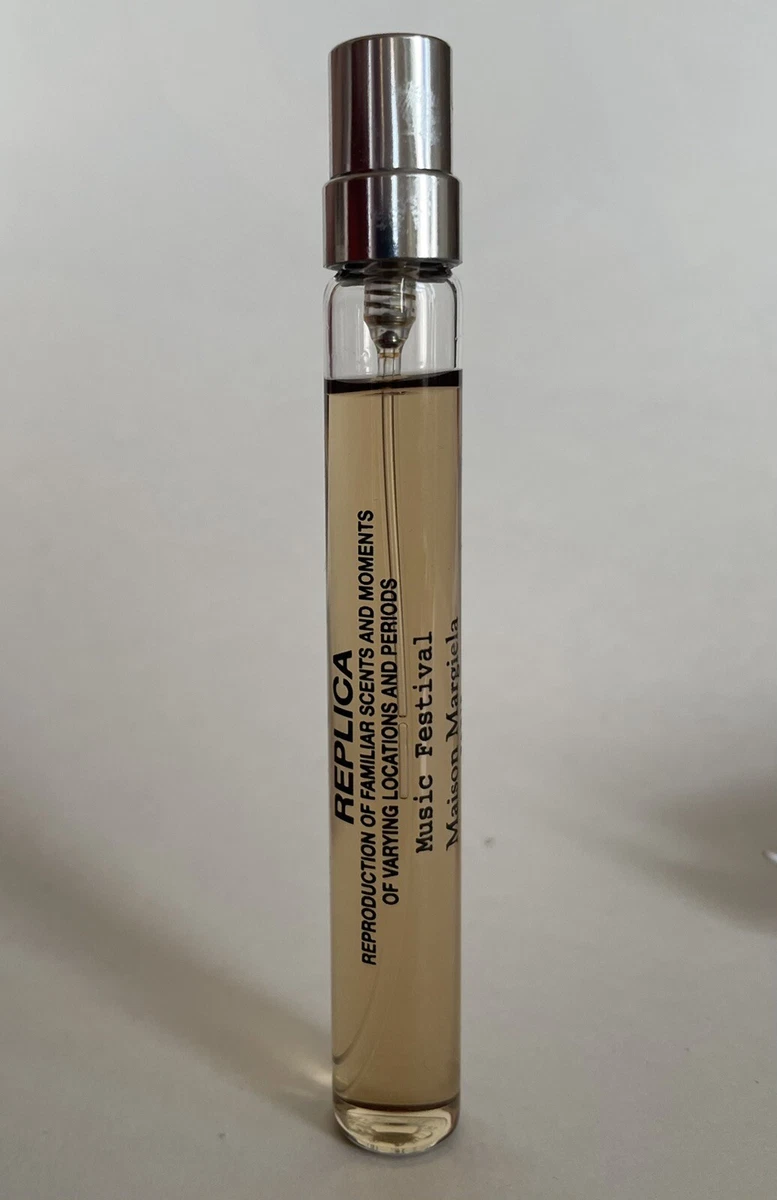 REPLICA
REPRODUCTION OF FAMILIAR SCENTS AND MOMENTS
OF VARYING LOCATIONS AND PERIODS
Music Festival
Maison Margiela